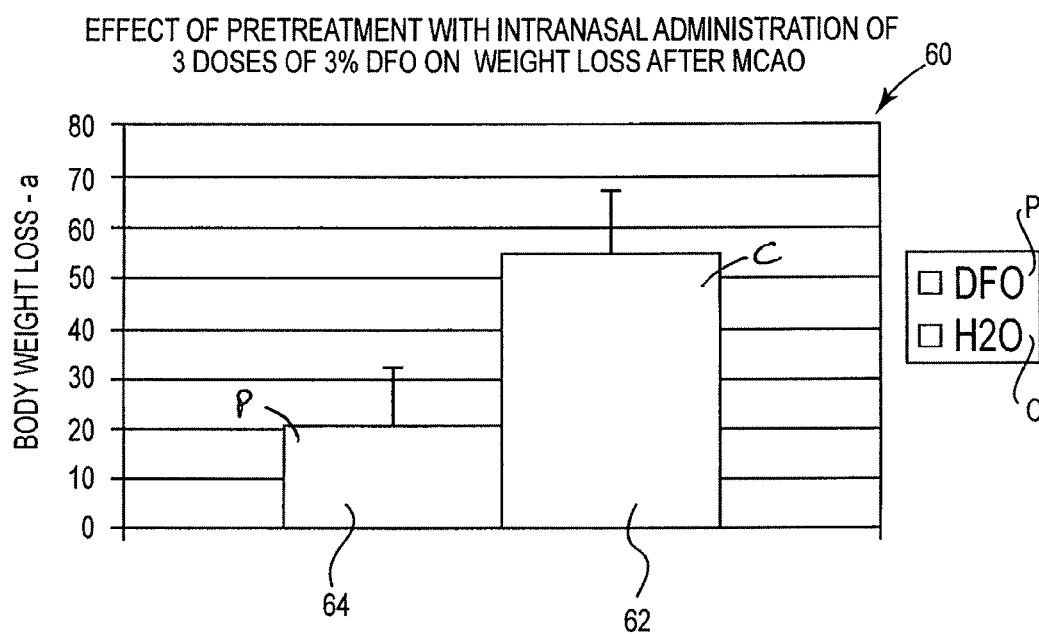 EFFECT OF PRETREATMENT WITH INTRANASAL ADMINISTRATION OF
3 DOSES OF 3% DFO ON WEIGHT LOSS AFTER MCAO
60
80
70
60
50
40
30
20
10
0
BODY WEIGHT LOSS - a
P
C
64
62
DFO
H2O
P
C